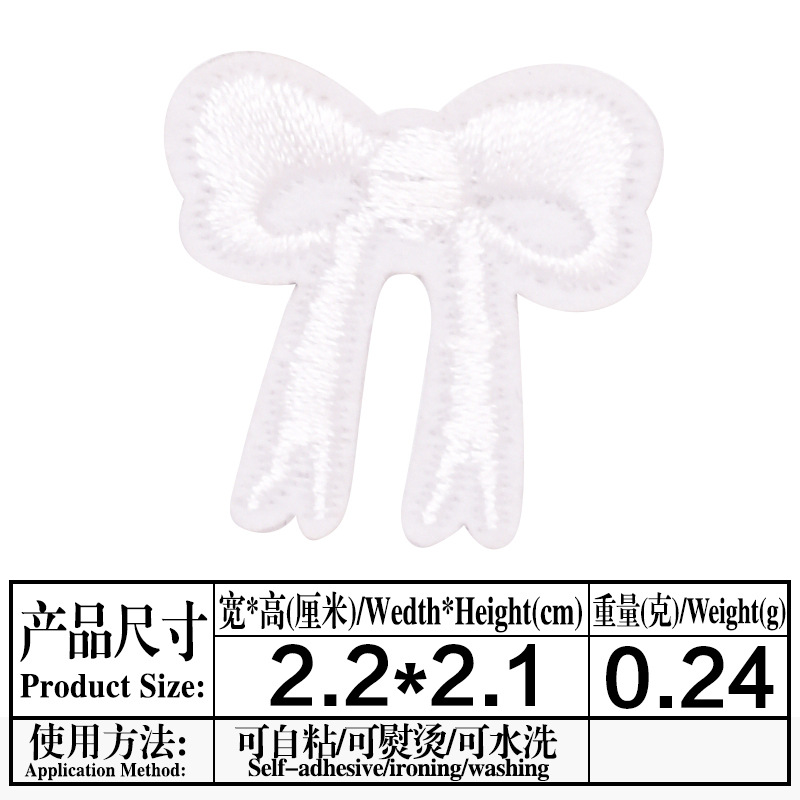 产品尺寸
Product Size:
宽*高(厘米)/Wedth*Height(cm)
重量(克)/Weight(g)
2.2*2.1
0.24
使用方法:
Application Method:
可自粘/可熨烫/可水洗
Self-adhesive/ironing/washing